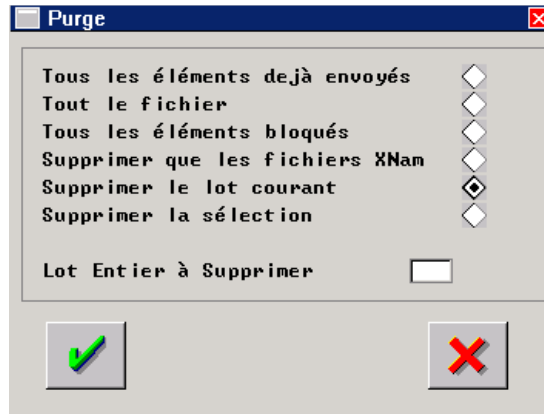 Purge
Tous les éléments dejà envoyés
Tout le fichier
Tous les éléments bloqués
Supprimer que les fichiers XNam
Supprimer le lot courant
Supprimer la sélection
Lot Entier à Supprimer